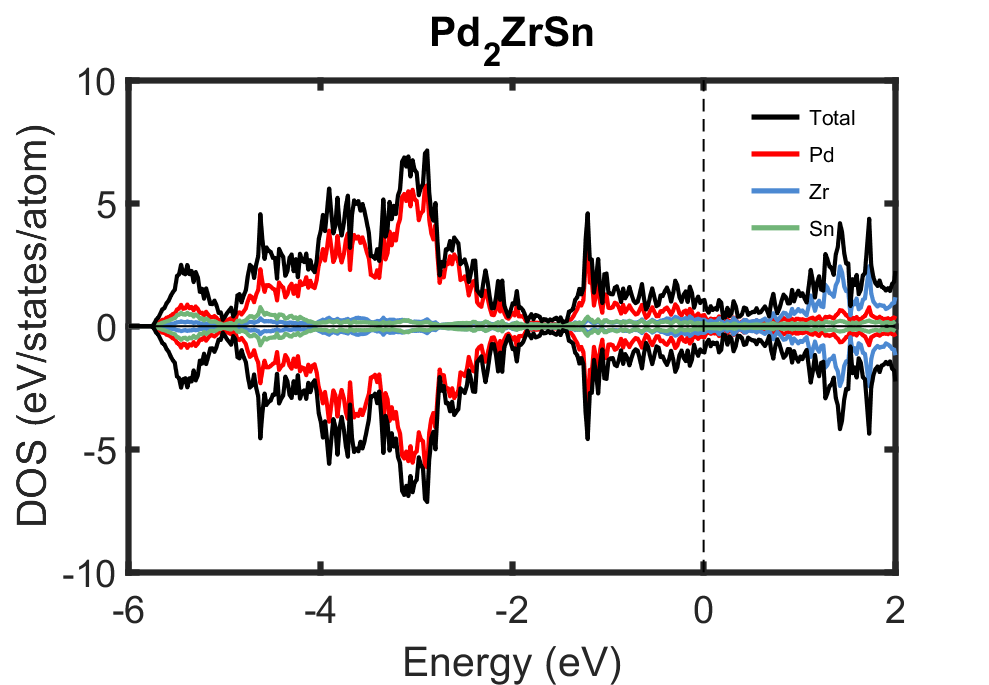 Pd₂ZrSn
10
5
0
-5
-10
DOS (eV/states/atom)
Total
Pd
Zr
Sn
-6 -4 -2 0 2
Energy (eV)